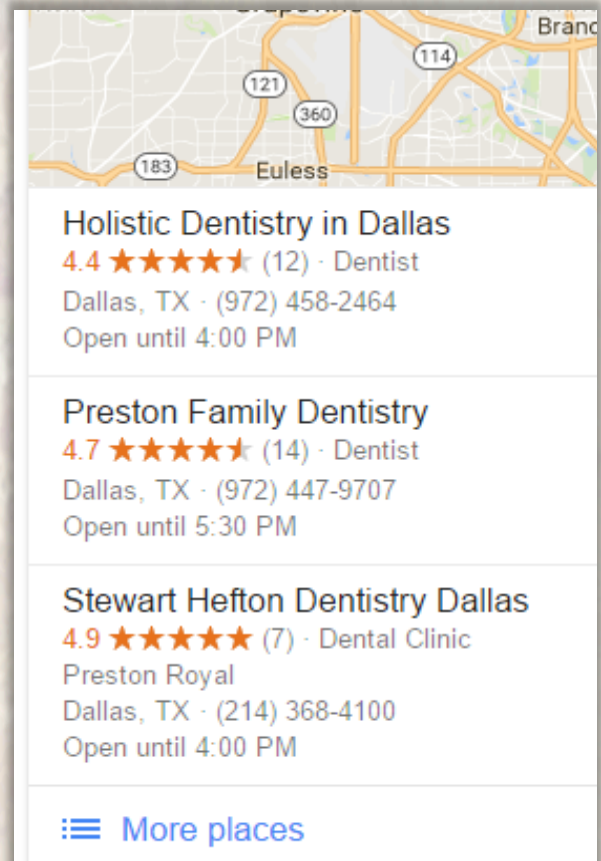 Branc
114
121
360
183
Euless
Holistic Dentistry in Dallas
4.4 ★★★★★ (12) · Dentist
Dallas, TX · (972) 458-2464
Open until 4:00 PM
Preston Family Dentistry
4.7 ★★★★★ (14) · Dentist
Dallas, TX · (972) 447-9707
Open until 5:30 PM
Stewart Hefton Dentistry Dallas
4.9 ★★★★★ (7) · Dental Clinic
Preston Royal
Dallas, TX · (214) 368-4100
Open until 4:00 PM
More places